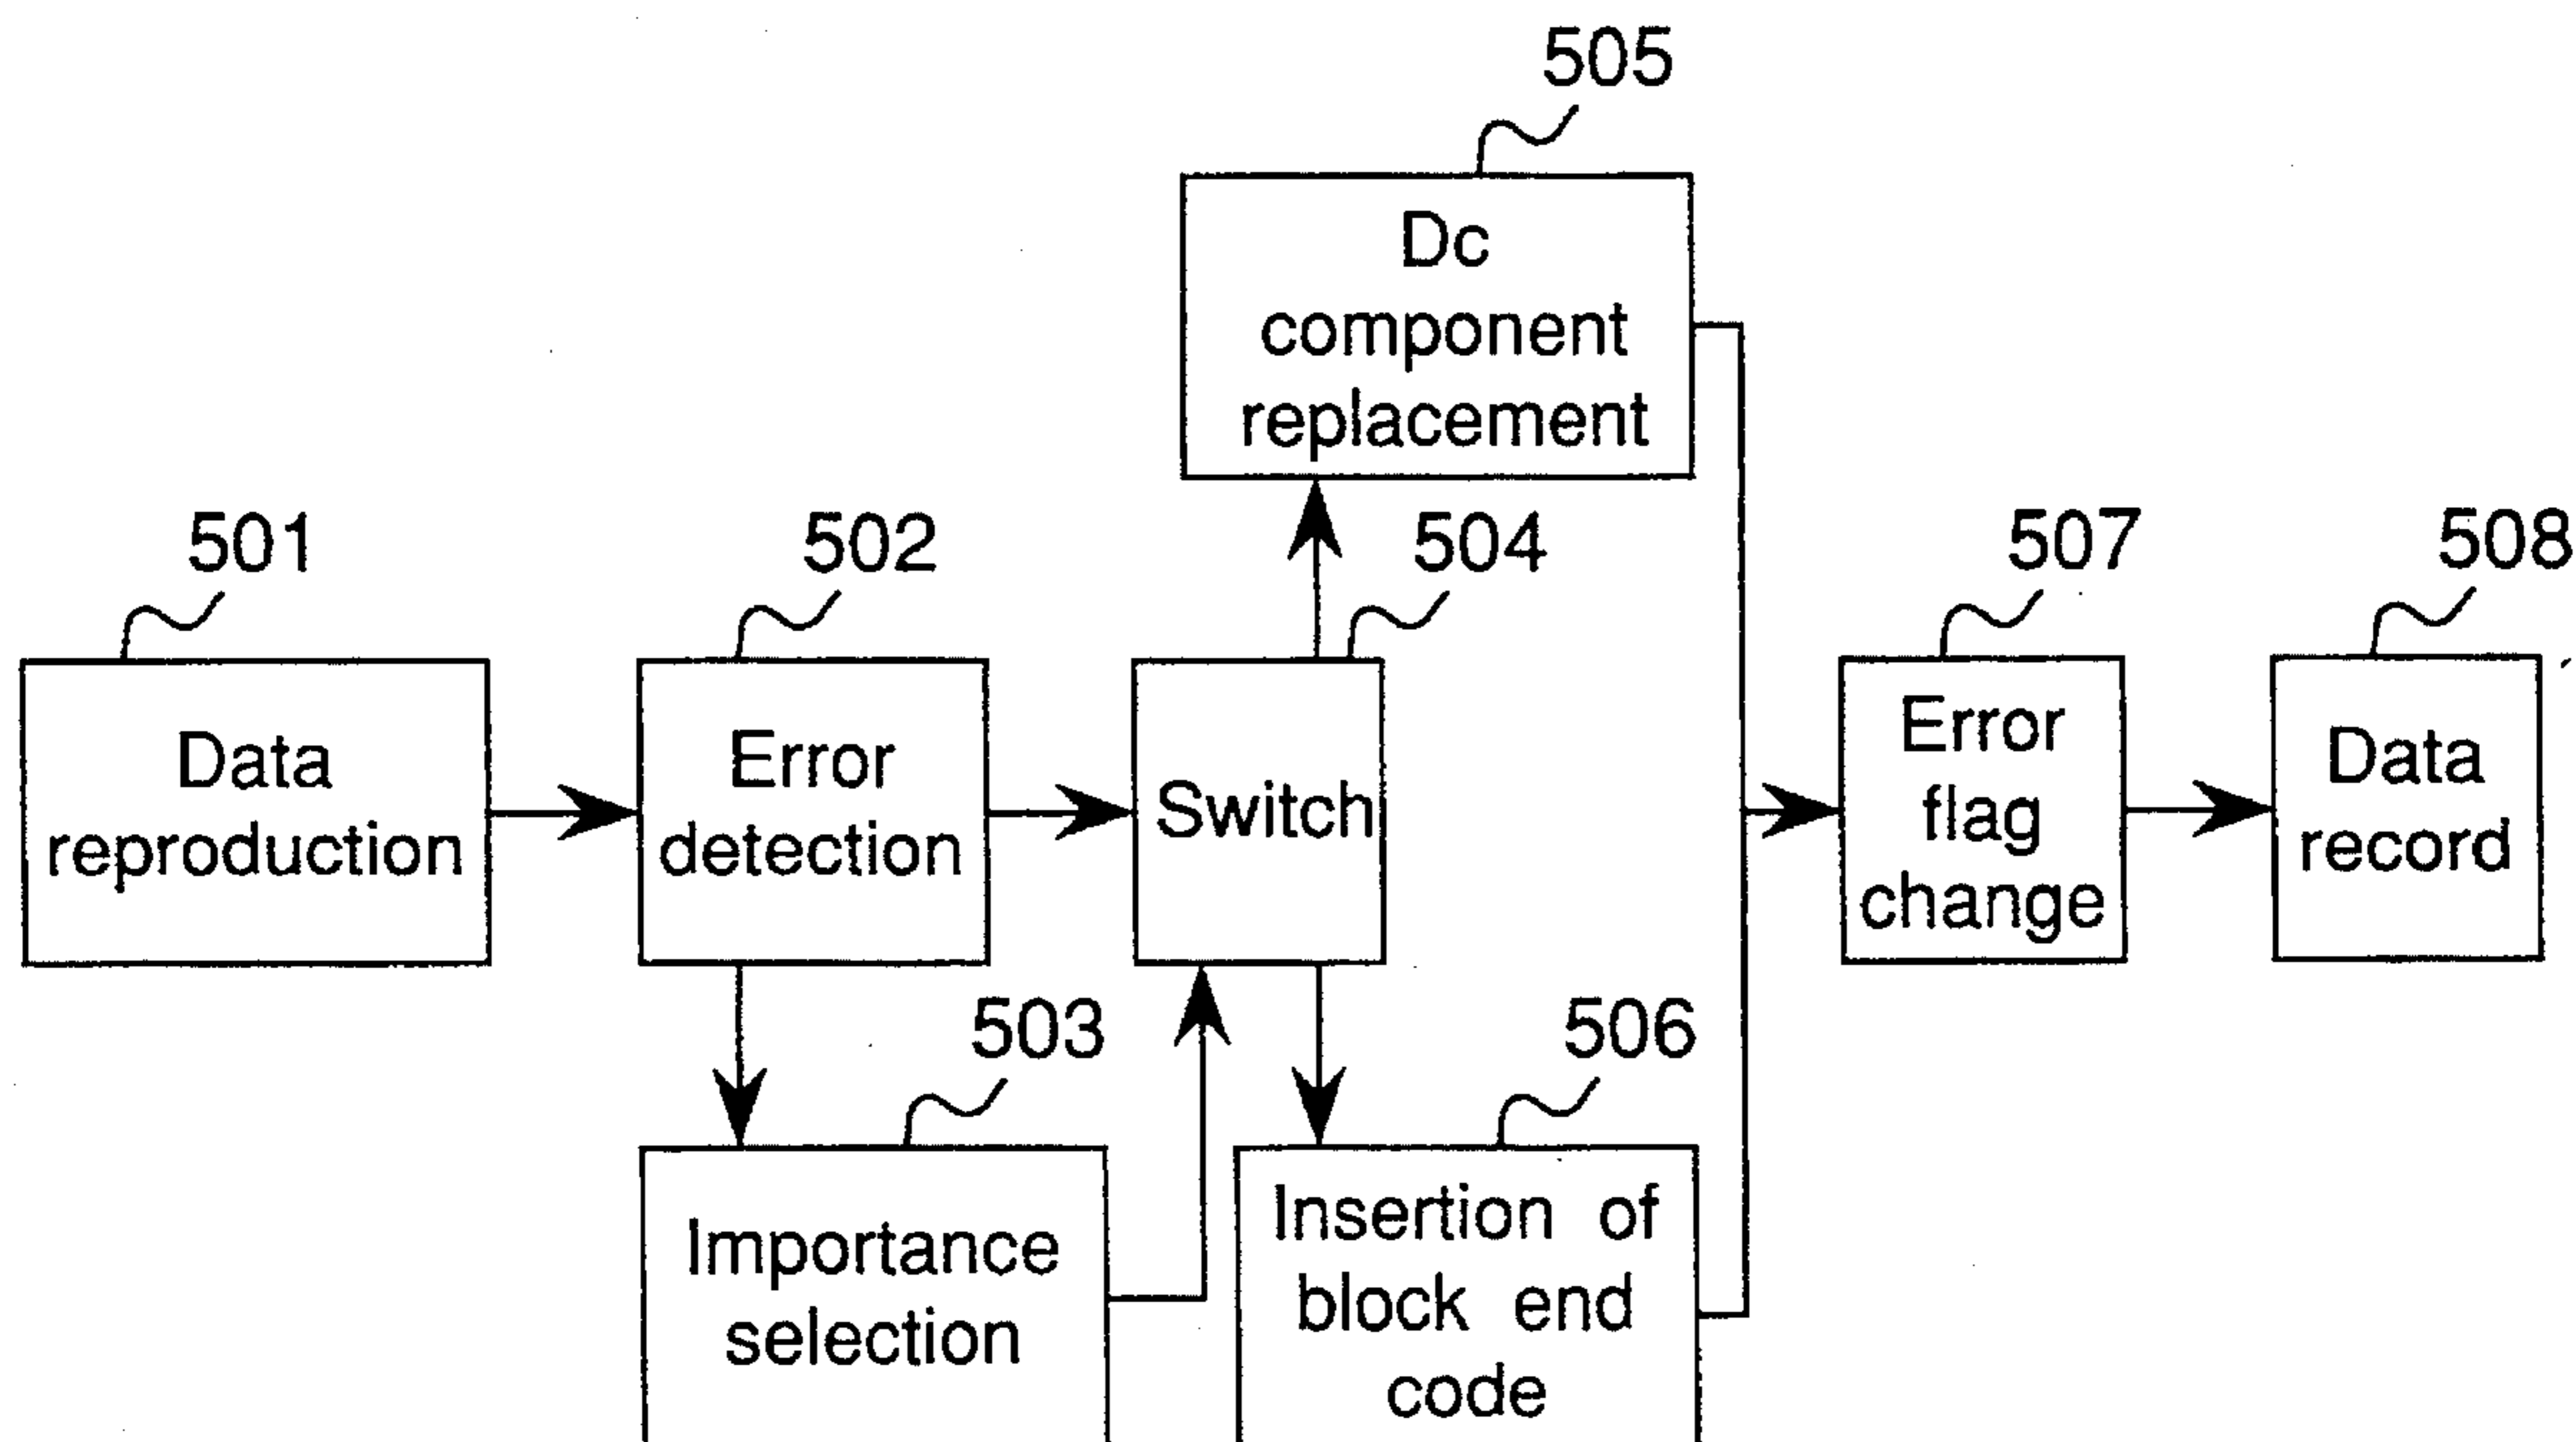 505
Dc
component
replacement
501
502
504
507
508
Data
reproduction
Error
detection
Switch
Error
flag
change
Data
record
503
506
Importance
selection
Insertion of
block end
code